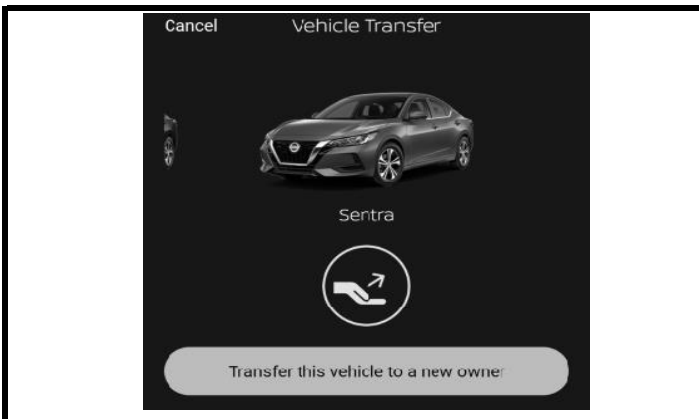 Cancel Vehicle Transfer
Sentra
Transfer this vehicle to a new owner